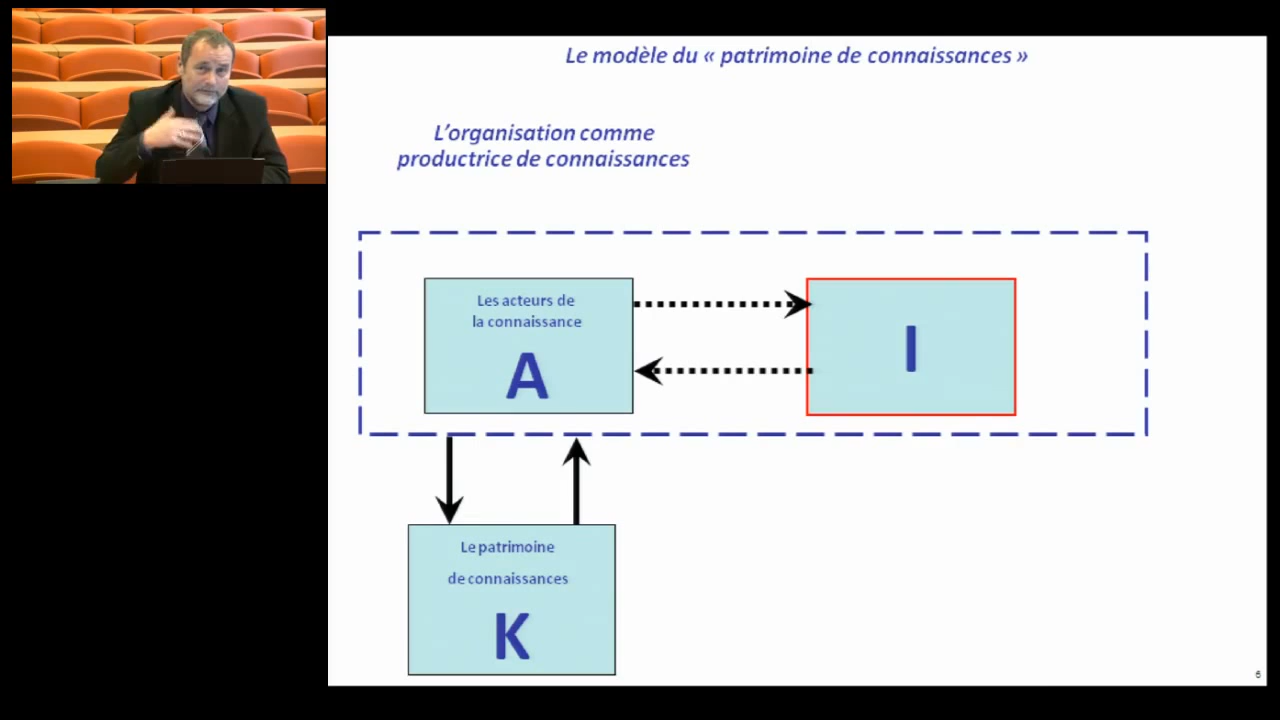 Le modèle du « patrimoine de connaissances »
L'organisation comme
productrice de connaissances
Les acteurs de
la connaissance
A
I
Le patrimoine
de connaissances
K
6